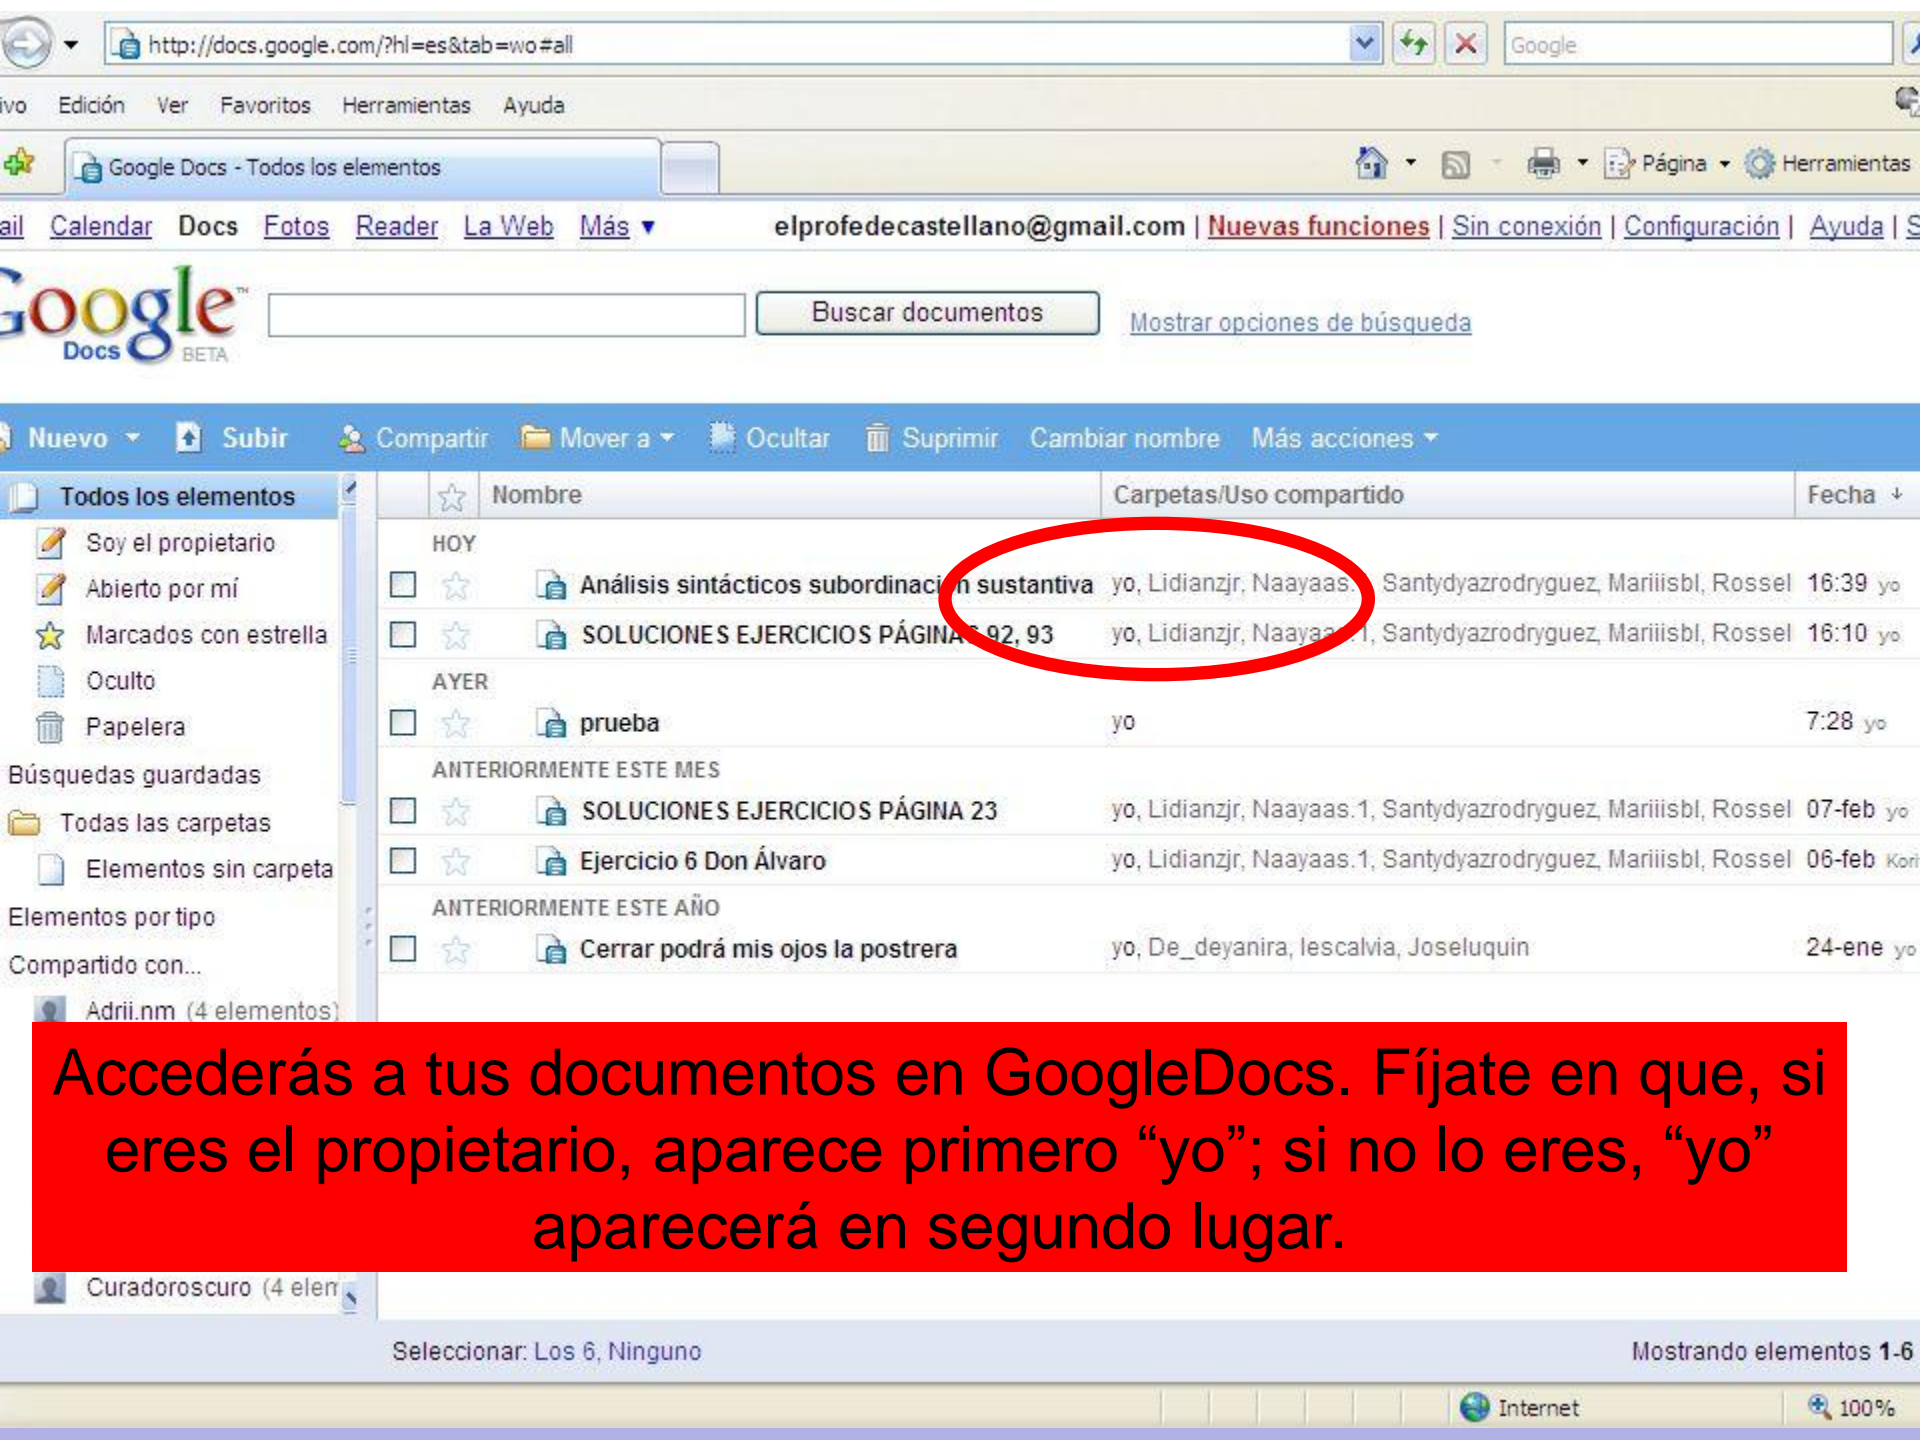 http://docs.google.com/?hl=es&tab=wo#all
Google
ivo Edición Ver Favoritos Herramientas Ayuda
Google Docs - Todos los elementos
Página Herramientas
ail Calendar Docs Fotos Reader La Web Más ▼ elprofedecastellano@gmail.com | Nuevas funciones | Sin conexión | Configuración | Ayuda | S
Google™ Docs BETA
Buscar documentos Mostrar opciones de búsqueda
Nuevo Subir Compartir Mover a Ocultar Suprimir Cambiar nombre Más acciones
Todos los elementos
Soy el propietario
Abierto por mí
Marcados con estrella
Oculto
Papelera
Búsquedas guardadas
Todas las carpetas
Elementos sin carpeta
Elementos por tipo
Compartido con...
Adrii.nm (4 elementos)
Curadoroscuro (4 elem
Nombre Carpetas/Uso compartido Fecha
HOY
Análisis sintácticos subordinación sustantiva yo, Lidianzjr, Naayaas. Santydyazrodryguez, Mariiisbl, Rossel 16:39 yo
SOLUCIONES EJERCICIOS PÁGINAS 92, 93 yo, Lidianzjr, Naayaas.1, Santydyazrodryguez, Mariiisbl, Rossel 16:10 yo
AYER
prueba yo 7:28 yo
ANTERIORMENTE ESTE MES
SOLUCIONES EJERCICIOS PÁGINA 23 yo, Lidianzjr, Naayaas.1, Santydyazrodryguez, Mariiisbl, Rossel 07-feb yo
Ejercicio 6 Don Álvaro yo, Lidianzjr, Naayaas.1, Santydyazrodryguez, Mariiisbl, Rossel 06-feb Kori
ANTERIORMENTE ESTE AÑO
Cerrar podrá mis ojos la postrera yo, De_deyanira, Iescalvia, Joseluquin 24-ene yo
Accederás a tus documentos en GoogleDocs. Fíjate en que, si
eres el propietario, aparece primero “yo”; si no lo eres, “yo”
aparecerá en segundo lugar.
Seleccionar: Los 6, Ninguno
Mostrando elementos 1-6
Internet 100%